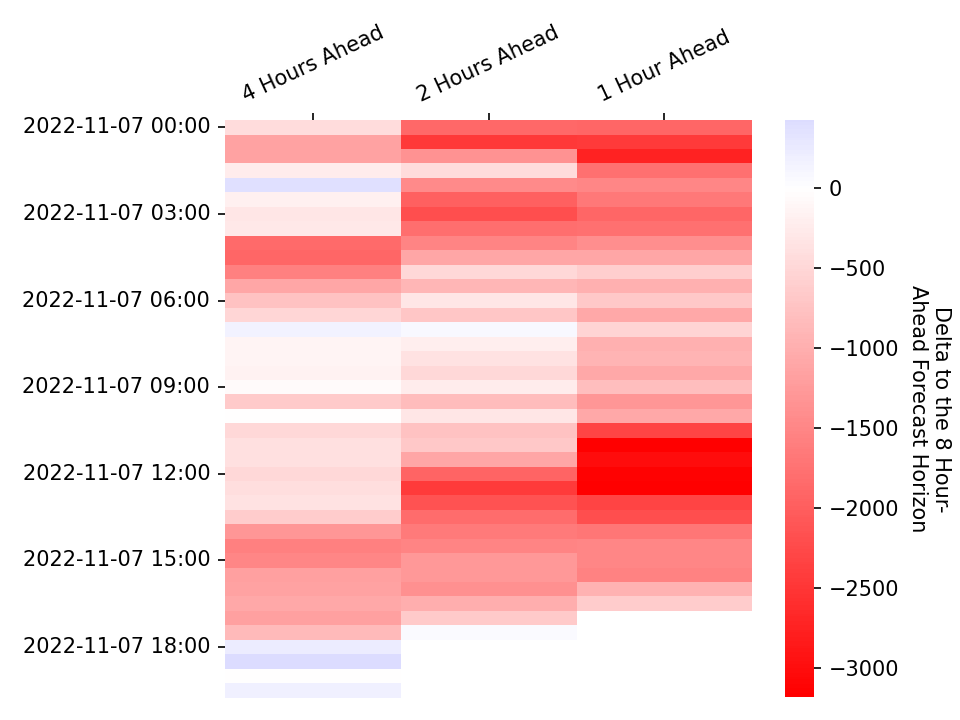 4 Hours Ahead
2 Hours Ahead
1 Hour Ahead
2022-11-07 00:00
2022-11-07 03:00
2022-11-07 06:00
2022-11-07 09:00
2022-11-07 12:00
2022-11-07 15:00
2022-11-07 18:00
0
−500
−1000
−1500
−2000
−2500
−3000
Delta to the 8 Hour-
Ahead Forecast Horizon